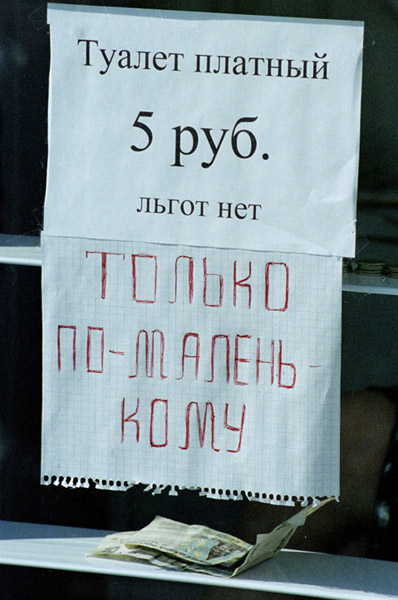 Туалет платный
5 руб.
льгот нет
ТОЛЬКО
ПО-МАЛЕНЬ-
КОМУ